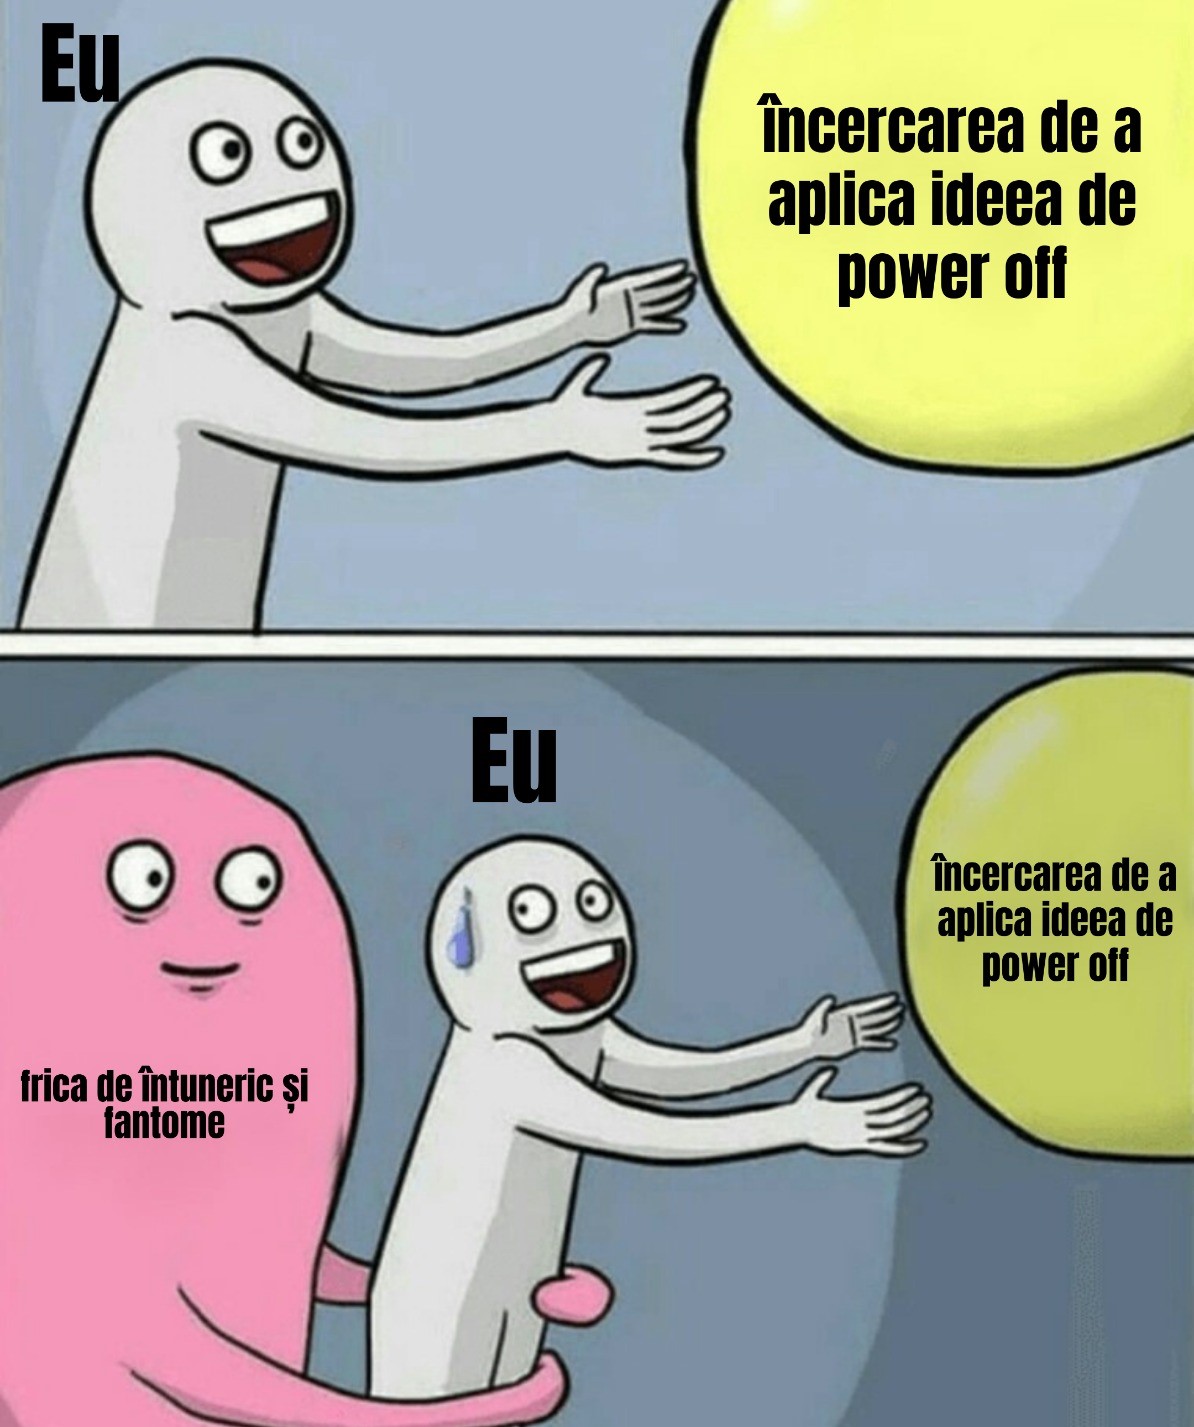 Eu
încercarea de a
aplica ideea de
power off
Eu
încercarea de a
aplica ideea de
power off
frica de întuneric și
fantome